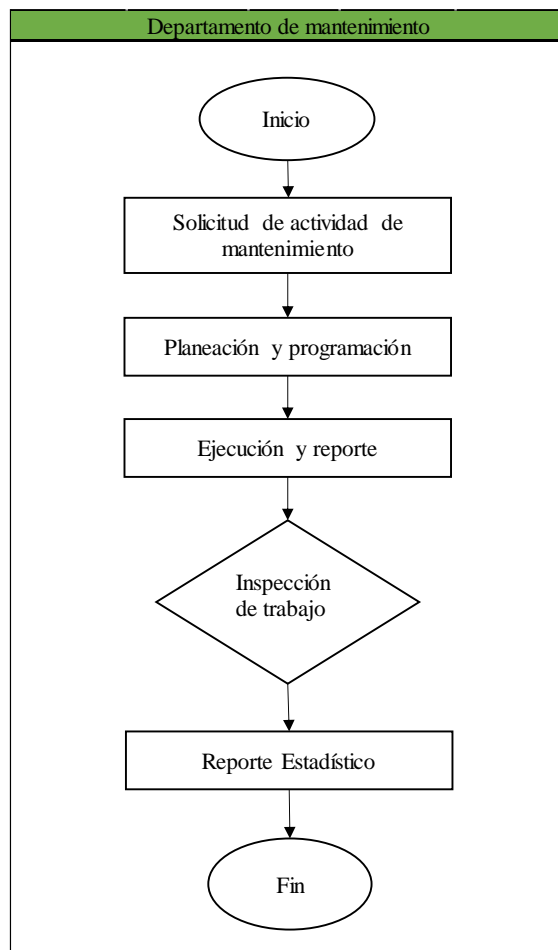 Departamento de mantenimiento
Inicio
Solicitud de actividad de
mantenimiento
Planeación y programación
Ejecución y reporte
Inspección
de trabajo
Reporte Estadístico
Fin